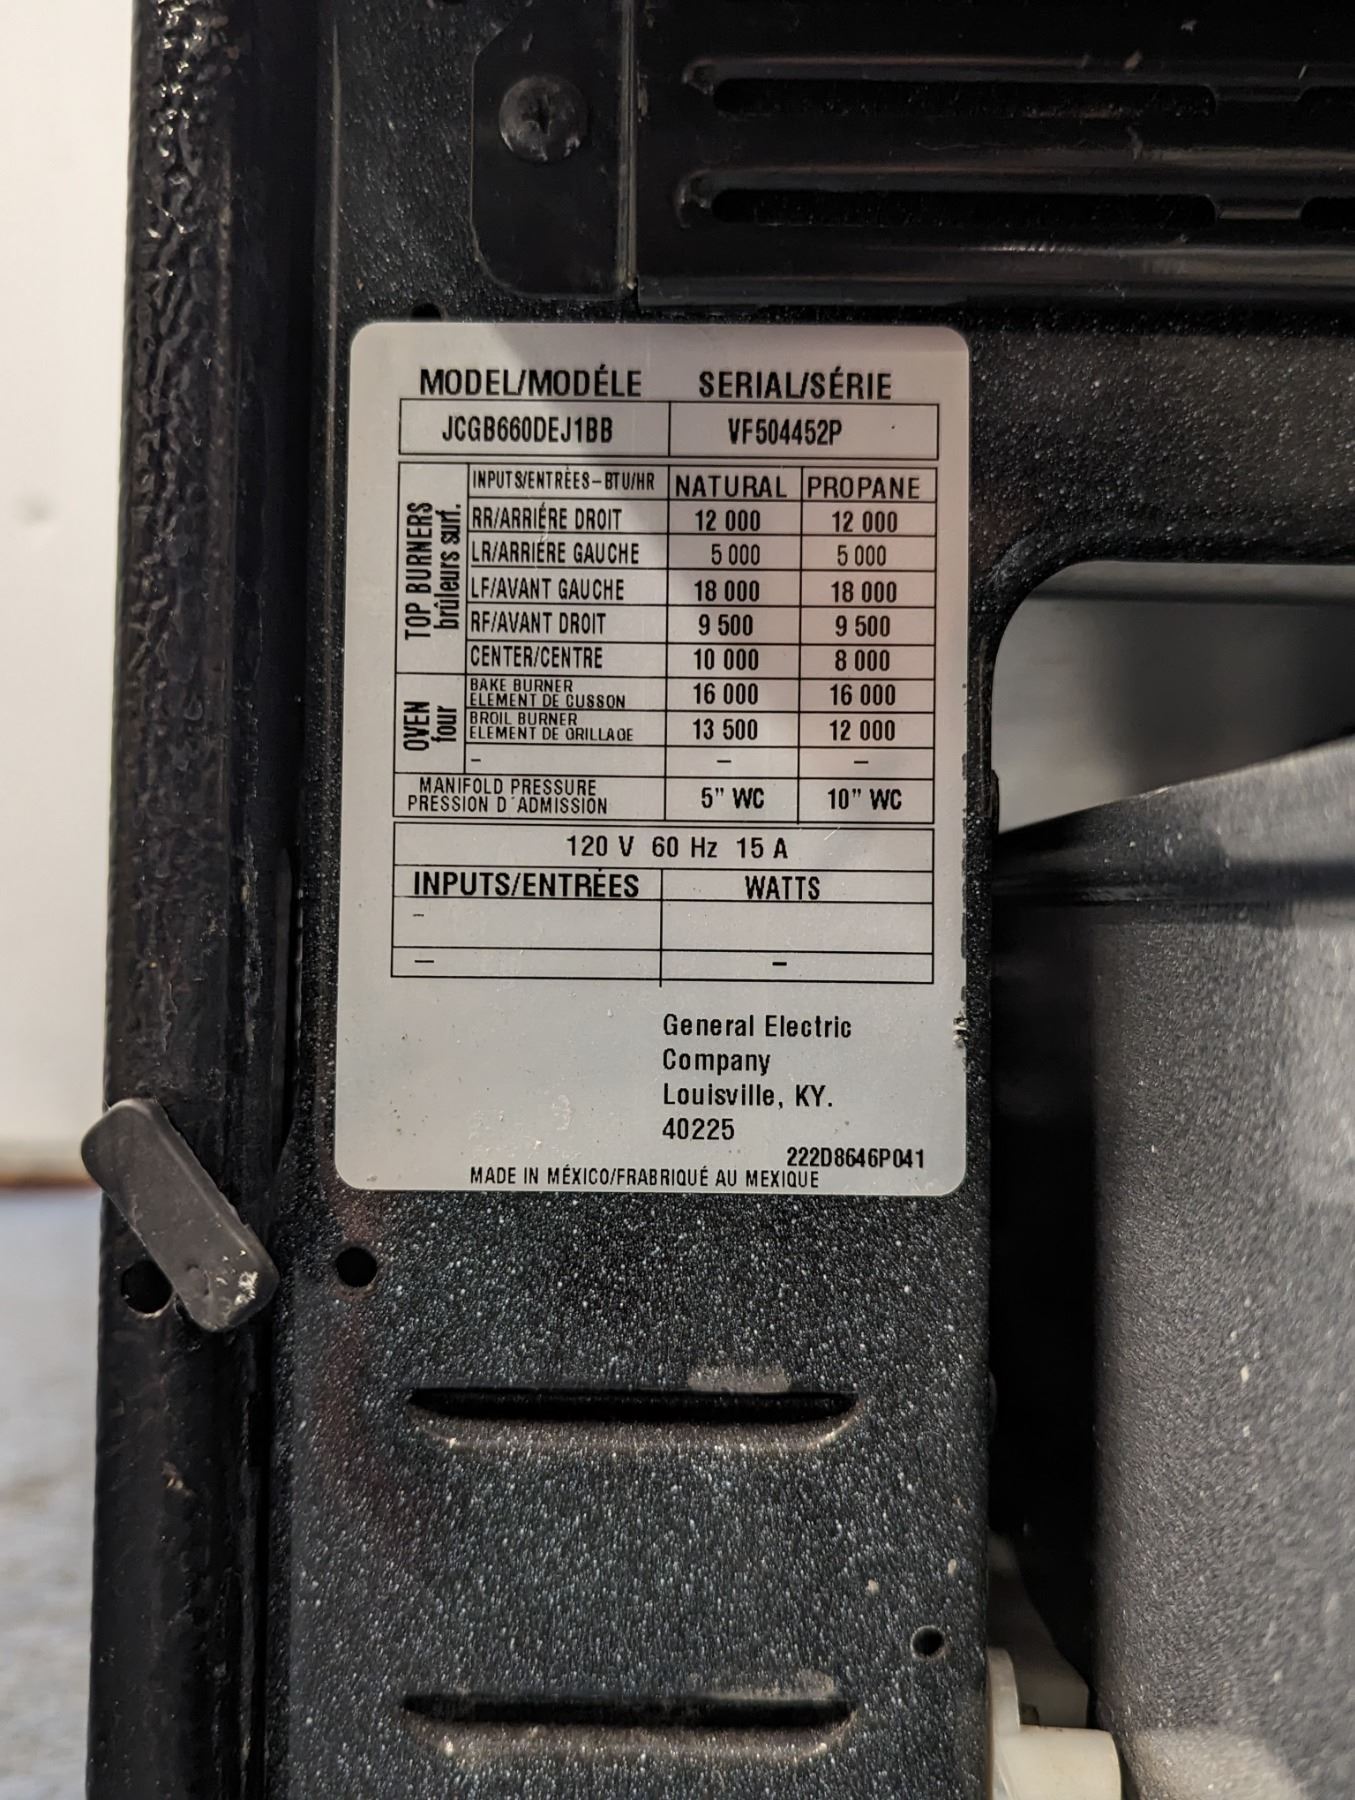 MODEL/MODÉLE SERIAL/SÉRIE
JCGB660DEJ1BB VF504452P
TOP BURNERS
brûleurs surf.
INPUTS/ENTRÈES-BTU/HR NATURAL PROPANE
RR/ARRIÉRE DROIT 12 000 12 000
LR/ARRIÈRE GAUCHE 5 000 5 000
LF/AVANT GAUCHE 18 000 18 000
RF/AVANT DROIT 9 500 9 500
CENTER/CENTRE 10 000 8 000
OVEN
four
BAKE BURNER
ELEMENT DE CUSSON 16 000 16 000
BROIL BURNER
ELEMENT DE GRILLAGE 13 500 12 000
– – –
MANIFOLD PRESSURE
PRESSION D´ADMISSION 5" WC 10" WC
120 V 60 Hz 15 A
INPUTS/ENTRÉES WATTS
–
– –
General Electric
Company
Louisville, KY.
40225
222D8646P041
MADE IN MÉXICO/FRABRIQUÉ AU MEXIQUE